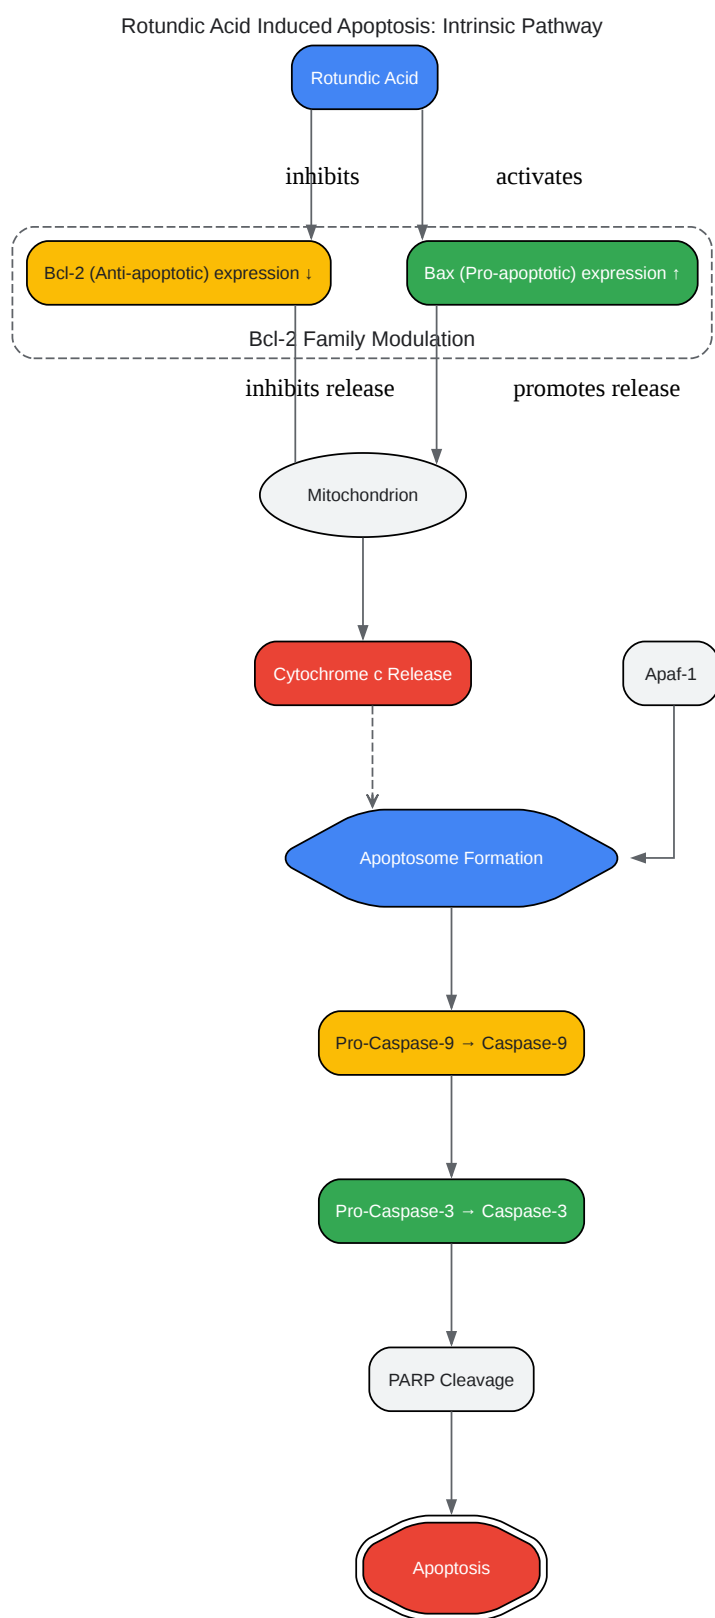 Rotundic Acid Induced Apoptosis: Intrinsic Pathway
Rotundic Acid
inhibits
activates
Bcl-2 (Anti-apoptotic) expression ↓
Bax (Pro-apoptotic) expression ↑
Bcl-2 Family Modulation
inhibits release
promotes release
Mitochondrion
Cytochrome c Release
Apaf-1
Apoptosome Formation
Pro-Caspase-9 → Caspase-9
Pro-Caspase-3 → Caspase-3
PARP Cleavage
Apoptosis